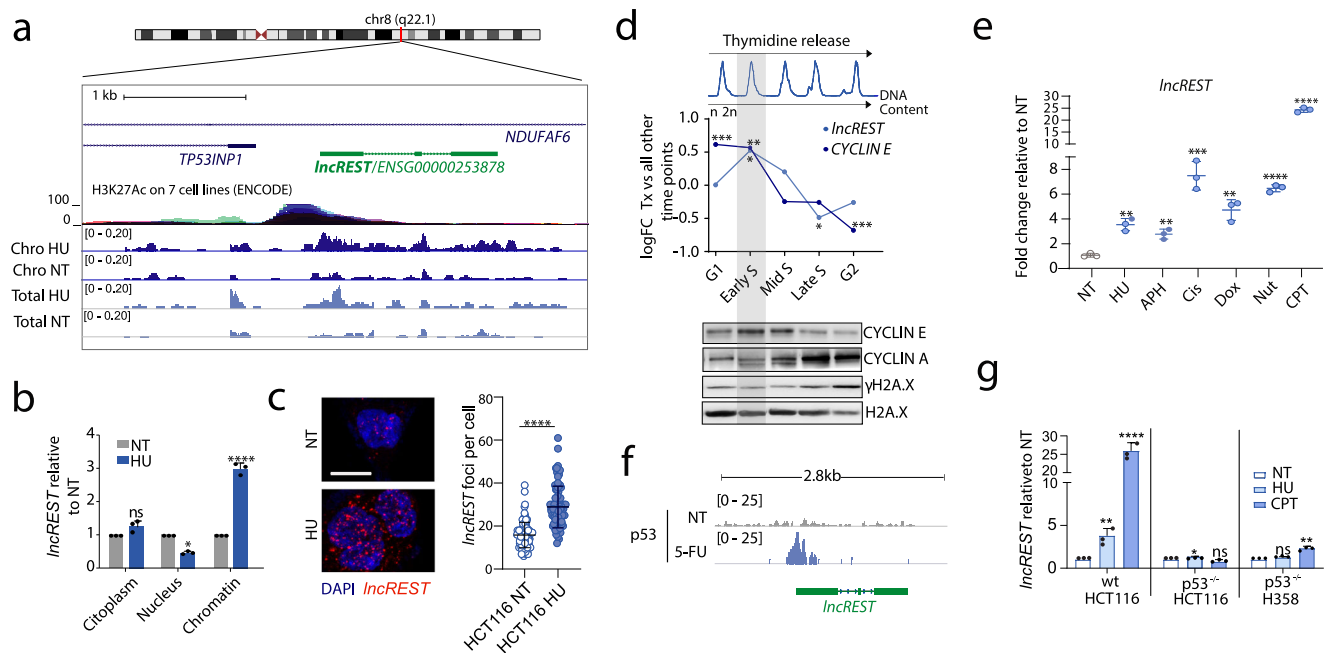 a
chr8 (q22.1)
1 kb
NDUFAF6
TP53INP1
lncREST/ENSG00000253878
H3K27Ac on 7 cell lines (ENCODE)
100
0
[0 - 0.20]
Chro HU
[0 - 0.20]
Chro NT
[0 - 0.20]
Total HU
[0 - 0.20]
Total NT
b
lncREST relative
to NT
4
3
2
1
0
NT
HU
ns
*
****
Citoplasm
Nucleus
Chromatin
c
NT
HU
DAPI lncREST
lncREST foci per cell
80
60
40
20
0
****
HCT116 NT
HCT116 HU
d
Thymidine release
DNA
Content
n 2n
logFC Tx vs all other
time points
1.0
0.5
0.0
-0.5
-1.0
***
**
*
*
***
lncREST
CYCLIN E
G1
Early S
Mid S
Late S
G2
CYCLIN E
CYCLIN A
γH2A.X
H2A.X
e
lncREST
Fold change relative to NT
30
25
20
15
10
8
6
4
2
0
**
**
***
**
****
****
NT
HU
APH
Cis
Dox
Nut
CPT
f
2.8kb
p53
NT
[0 - 25]
5-FU
[0 - 25]
lncREST
g
lncREST relativeto NT
30
25
20
15
10
5
0
**
****
*
ns
ns
**
NT
HU
CPT
wt
HCT116
p53-/-
HCT116
p53-/-
H358